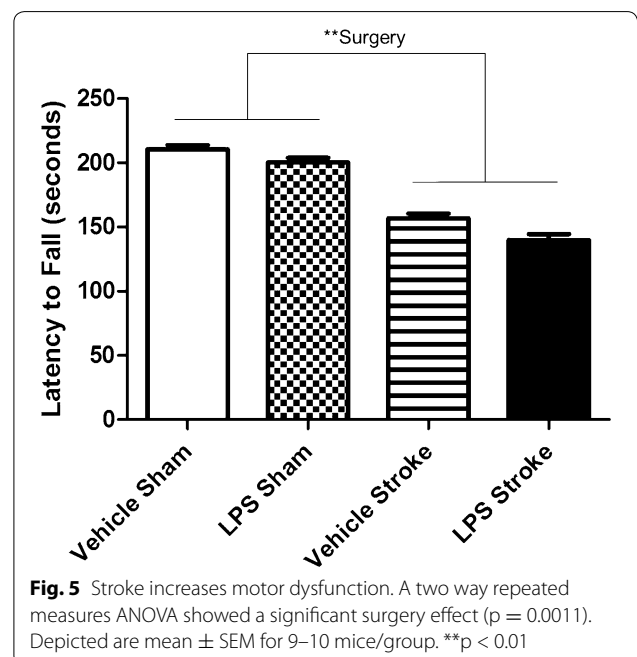 **Surgery
250
200
150
100
50
0
Latency to Fall (seconds)
Vehicle Sham
LPS Sham
Vehicle Stroke
LPS Stroke
Fig. 5 Stroke increases motor dysfunction. A two way repeated
measures ANOVA showed a significant surgery effect (p = 0.0011).
Depicted are mean ± SEM for 9–10 mice/group. **p < 0.01